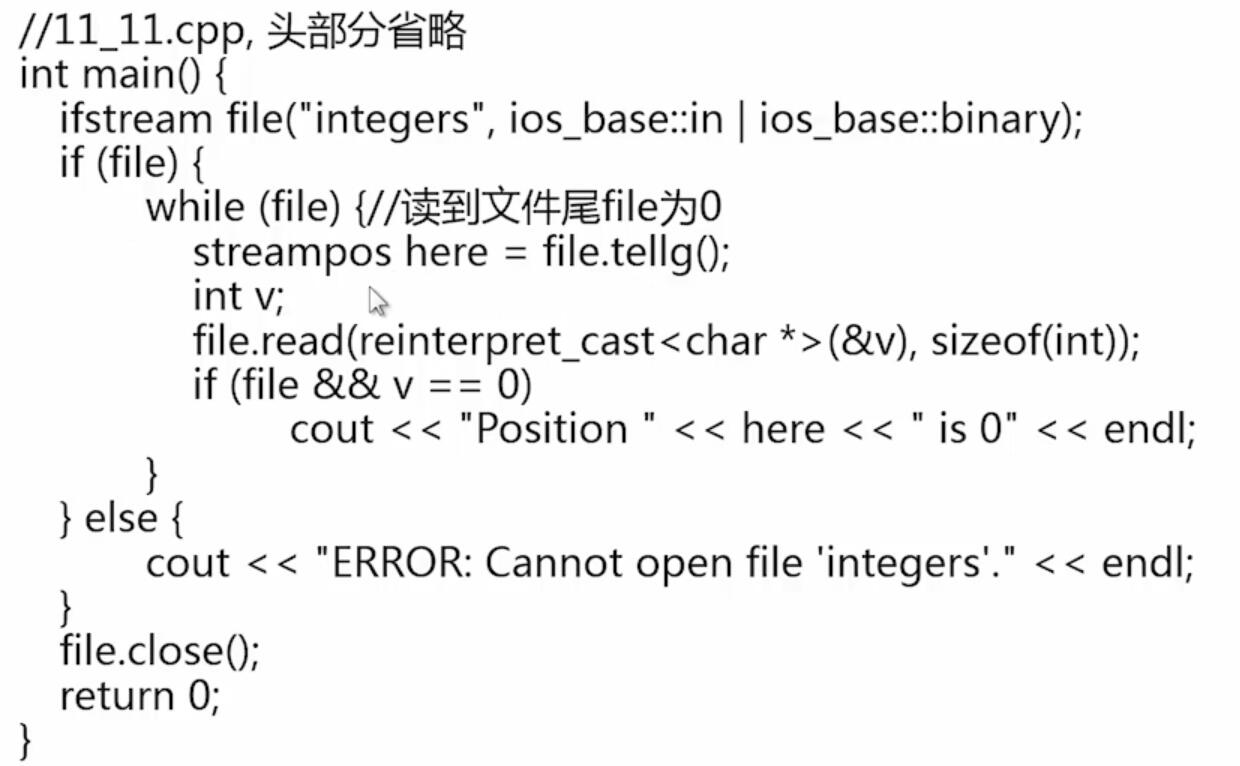 //11_11.cpp, 头部分省略
int main() {
ifstream file("integers", ios_base::in | ios_base::binary);
if (file) {
while (file) {//读到文件尾file为0
streampos here = file.tellg();
int v;
file.read(reinterpret_cast<char *>(&v), sizeof(int));
if (file && v == 0)
cout << "Position " << here << " is 0" << endl;
}
} else {
cout << "ERROR: Cannot open file 'integers'." << endl;
}
file.close();
return 0;
}